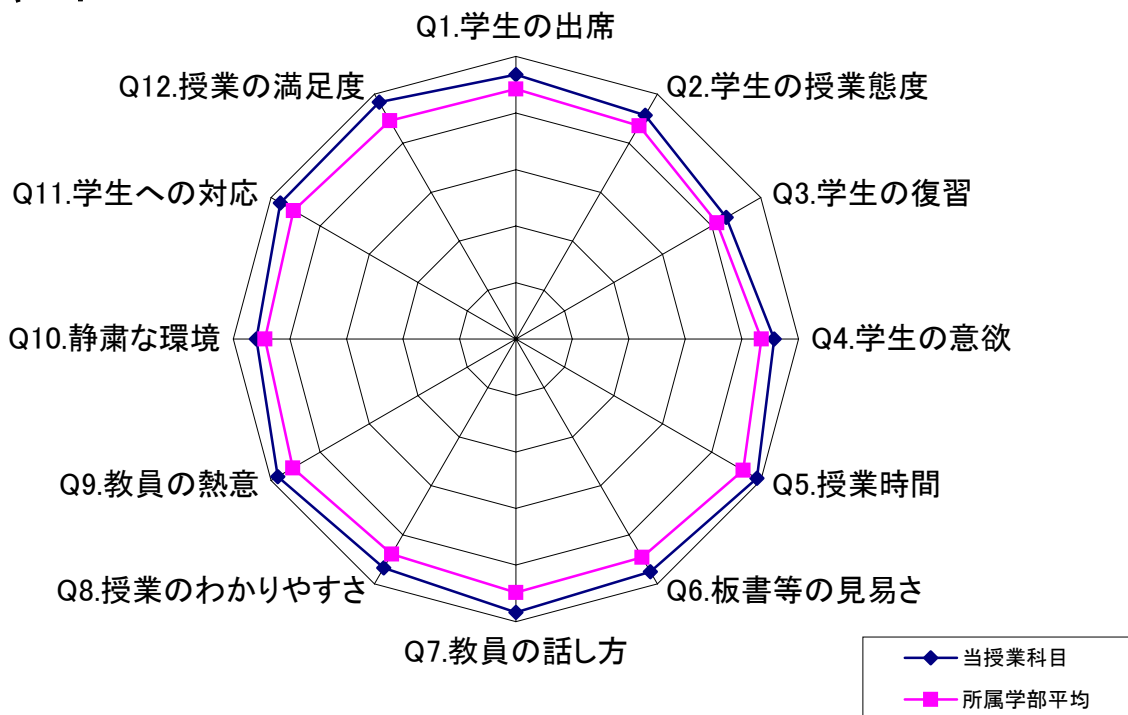 Q1.学生の出席
Q2.学生の授業態度
Q3.学生の復習
Q4.学生の意欲
Q5.授業時間
Q6.板書等の見易さ
Q7.教員の話し方
Q8.授業のわかりやすさ
Q9.教員の熱意
Q10.静粛な環境
Q11.学生への対応
Q12.授業の満足度
当授業科目
所属学部平均